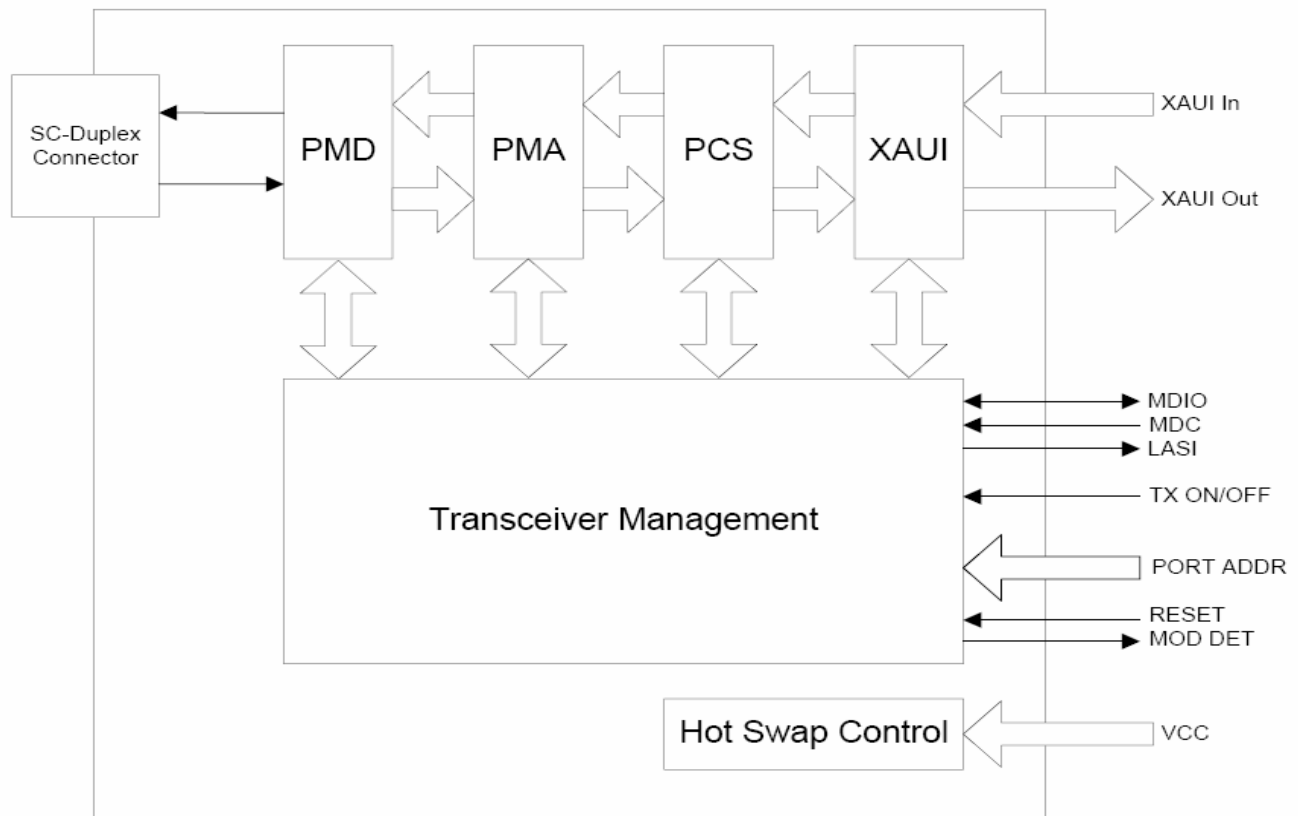 SC-Duplex
Connector
PMD
PMA
PCS
XAUI
XAUI In
XAUI Out
MDIO
MDC
LASI
TX ON/OFF
Transceiver Management
PORT ADDR
RESET
MOD DET
Hot Swap Control
VCC